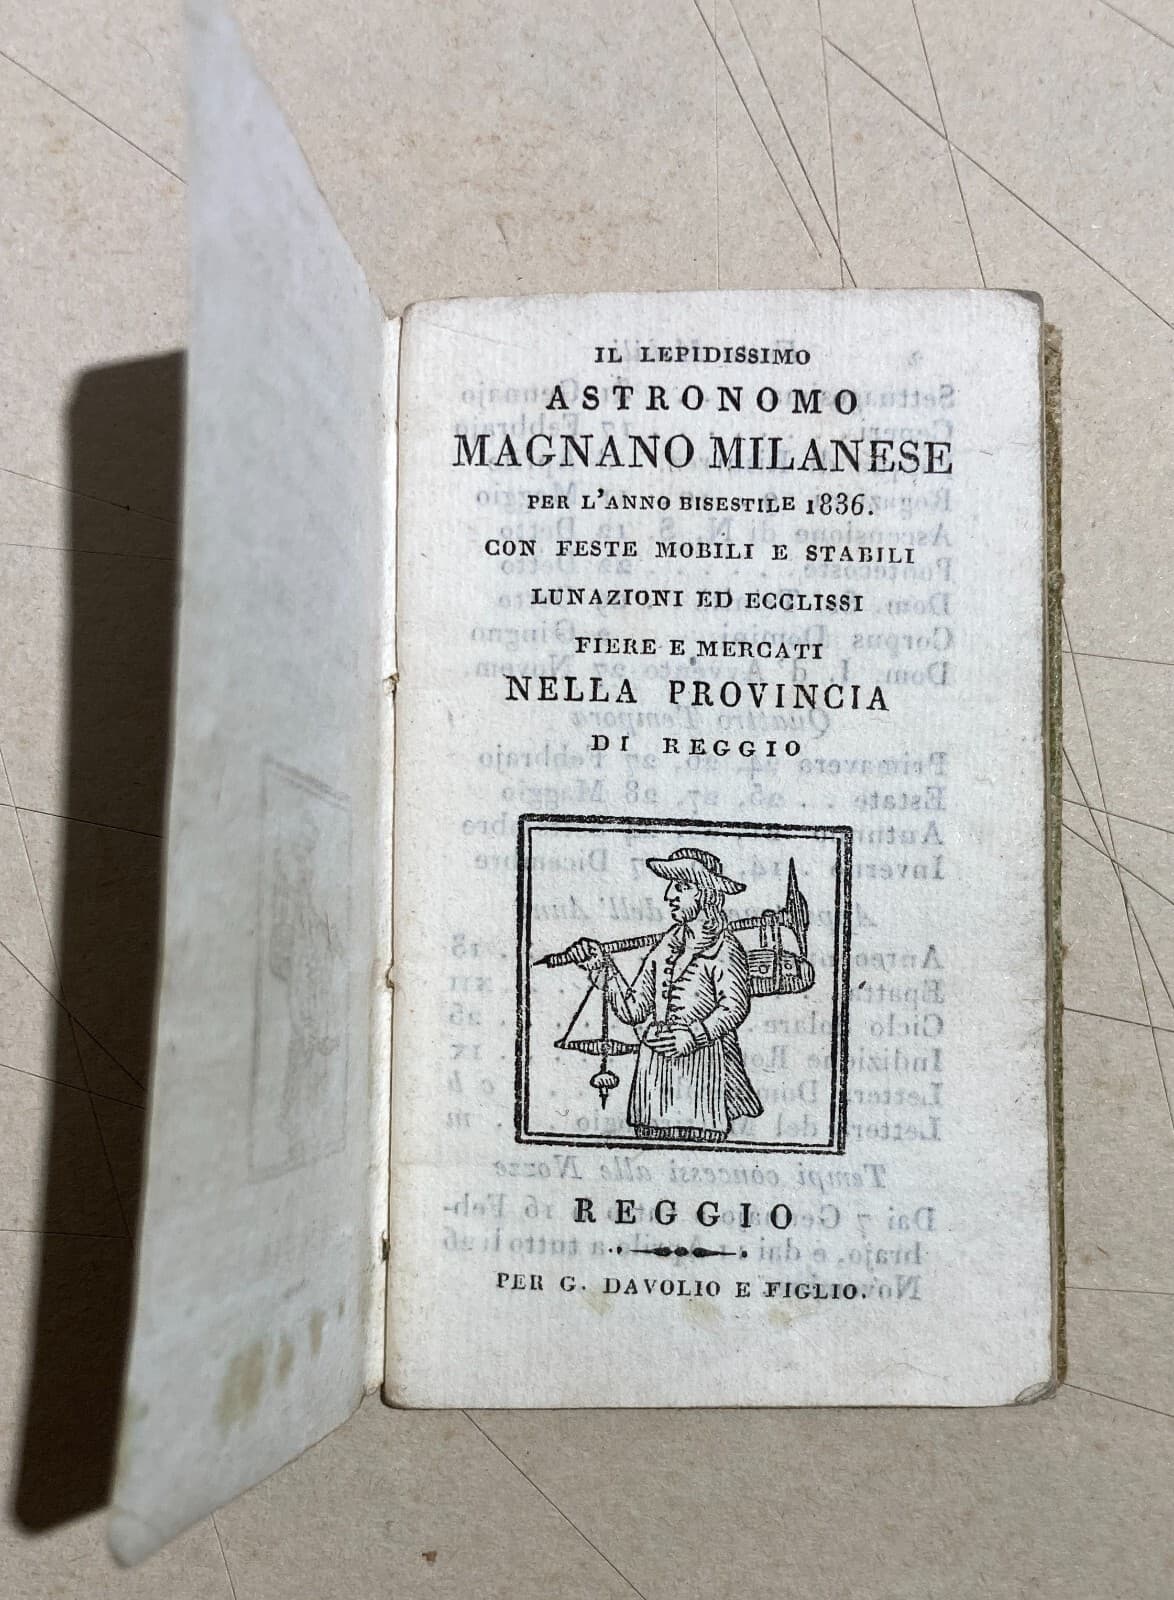 IL LEPIDISSIMO
ASTRONOMO
MAGNANO MILANESE
PER L'ANNO BISESTILE 1836.
CON FESTE MOBILI E STABILI
LUNAZIONI ED ECCLISSI
FIERE E MERCATI
NELLA PROVINCIA
DI REGGIO
REGGIO
PER G. DAVOLIO E FIGLIO.